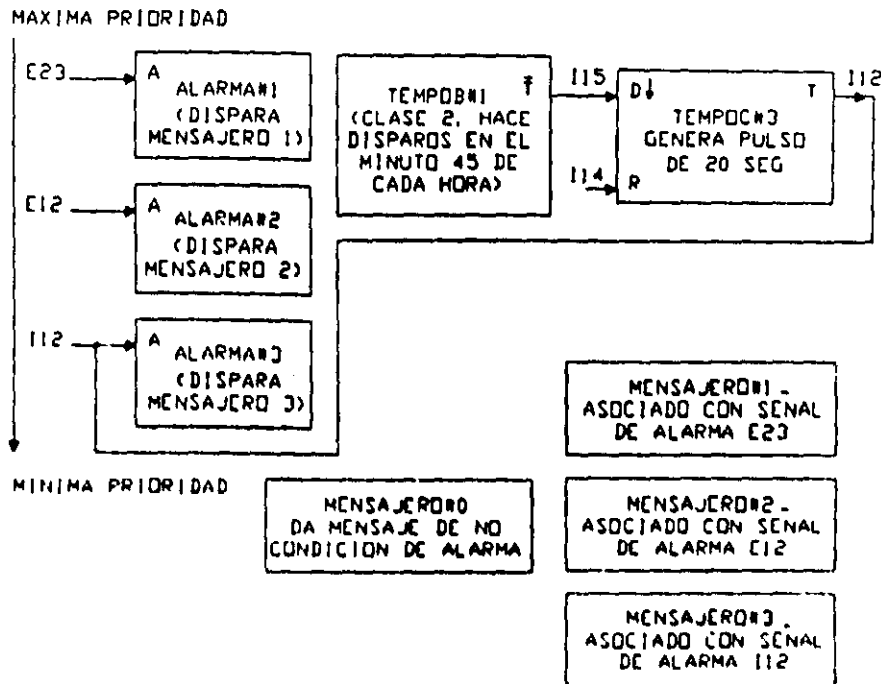 MAXIMA PRIORIDAD
E23
A
ALARMA#1
(DISPARA
MENSAJERO 1)
TEMPOB#1
(CLASE 2, HACE
DISPAROS EN EL
MINUTO 45 DE
CADA HORA)
I15
D↓
T
I12
TEMPOC#3
GENERA PULSO
DE 20 SEG
I14
R
E12
A
ALARMA#2
(DISPARA
MENSAJERO 2)
I12
A
ALARMA#3
(DISPARA
MENSAJERO 3)
MENSAJERO#1 -
ASOCIADO CON SENAL
DE ALARMA E23
MINIMA PRIORIDAD
MENSAJERO#0
DA MENSAJE DE NO
CONDICION DE ALARMA
MENSAJERO#2 -
ASOCIADO CON SENAL
DE ALARMA E12
MENSAJERO#3 -
ASOCIADO CON SENAL
DE ALARMA I12